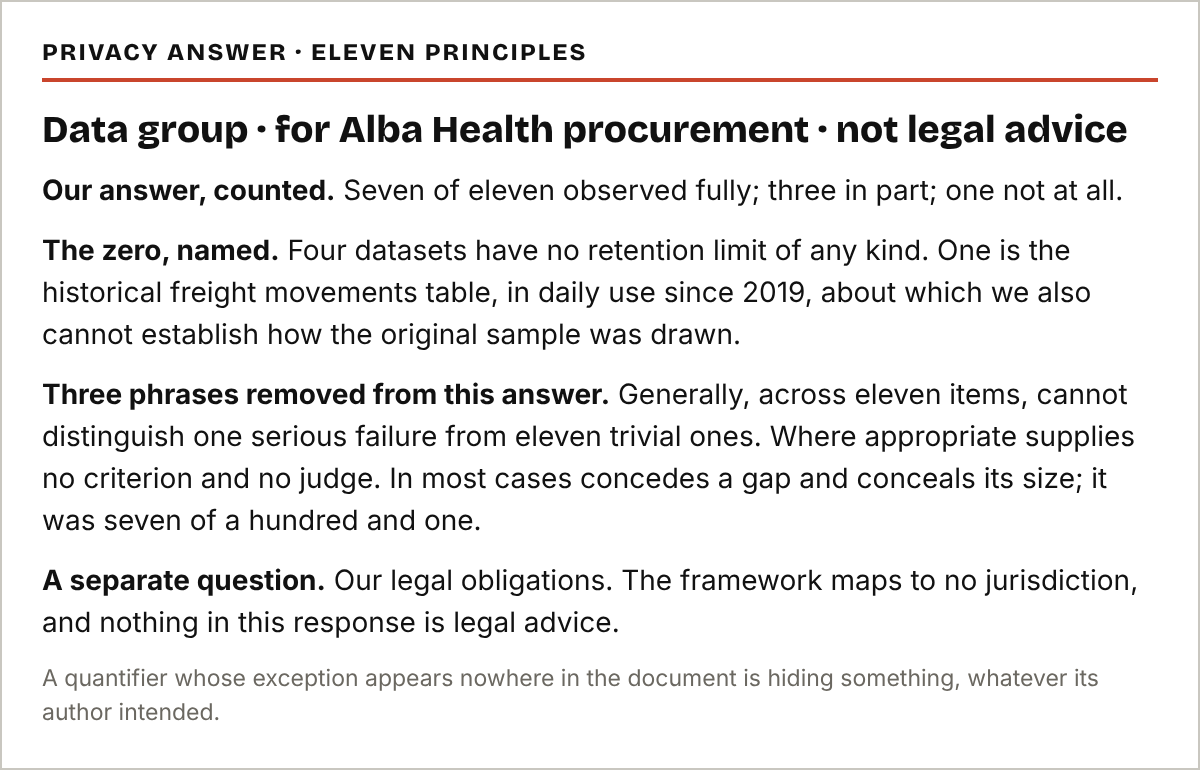 PRIVACY ANSWER · ELEVEN PRINCIPLES
Data group · for Alba Health procurement · not legal advice
Our answer, counted. Seven of eleven observed fully; three in part; one not at all.
The zero, named. Four datasets have no retention limit of any kind. One is the
historical freight movements table, in daily use since 2019, about which we also
cannot establish how the original sample was drawn.
Three phrases removed from this answer. Generally, across eleven items, cannot
distinguish one serious failure from eleven trivial ones. Where appropriate supplies
no criterion and no judge. In most cases concedes a gap and conceals its size; it
was seven of a hundred and one.
A separate question. Our legal obligations. The framework maps to no jurisdiction,
and nothing in this response is legal advice.
A quantifier whose exception appears nowhere in the document is hiding something, whatever its
author intended.